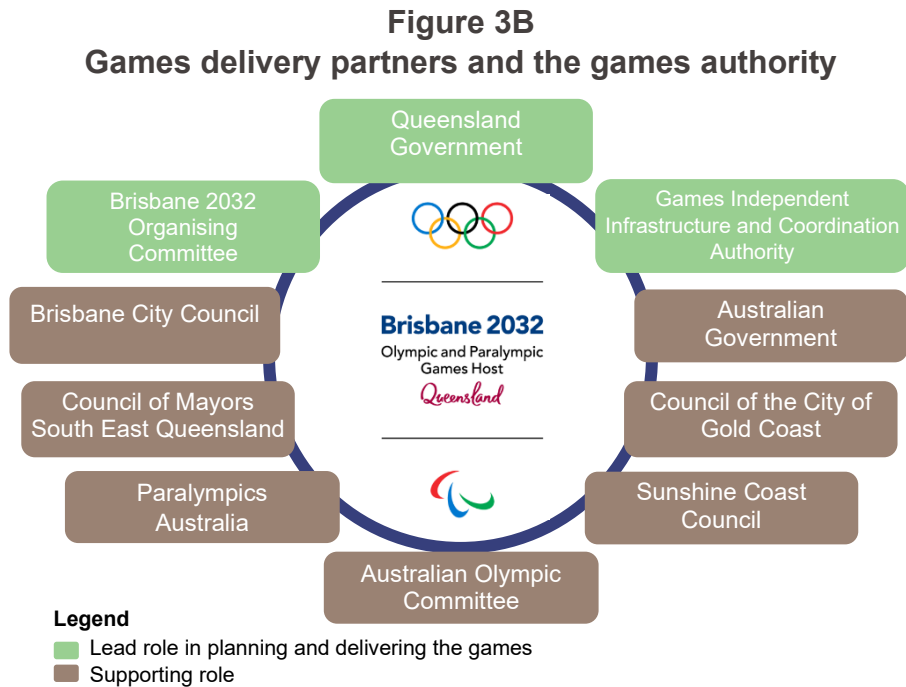 Figure 3B
Games delivery partners and the games authority
Queensland
Government
Brisbane 2032
Organising
Committee
Games Independent
Infrastructure and Coordination
Authority
Brisbane City Council
Australian
Government
Council of Mayors
South East Queensland
Council of the City of
Gold Coast
Paralympics
Australia
Sunshine Coast
Council
Australian Olympic
Committee
Brisbane 2032
Olympic and Paralympic
Games Host
Queensland
Legend
Lead role in planning and delivering the games
Supporting role